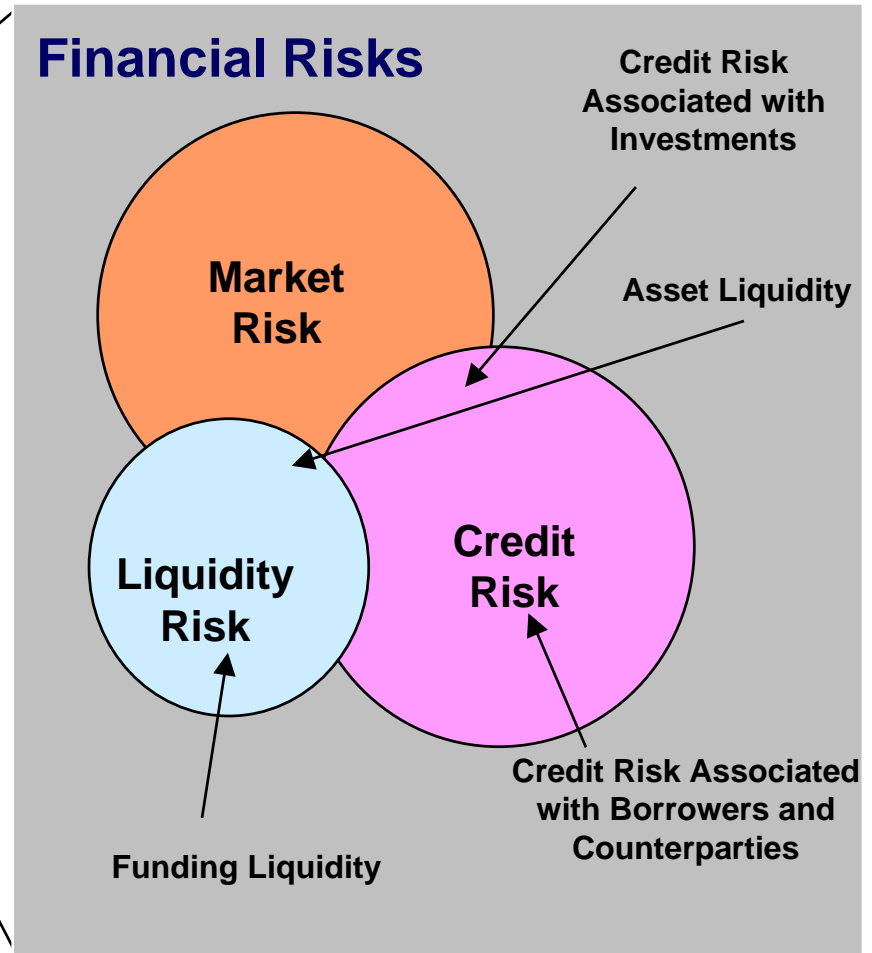 Financial Risks
Credit Risk
Associated with
Investments
Market
Risk
Asset Liquidity
Liquidity
Risk
Credit
Risk
Credit Risk Associated
with Borrowers and
Counterparties
Funding Liquidity